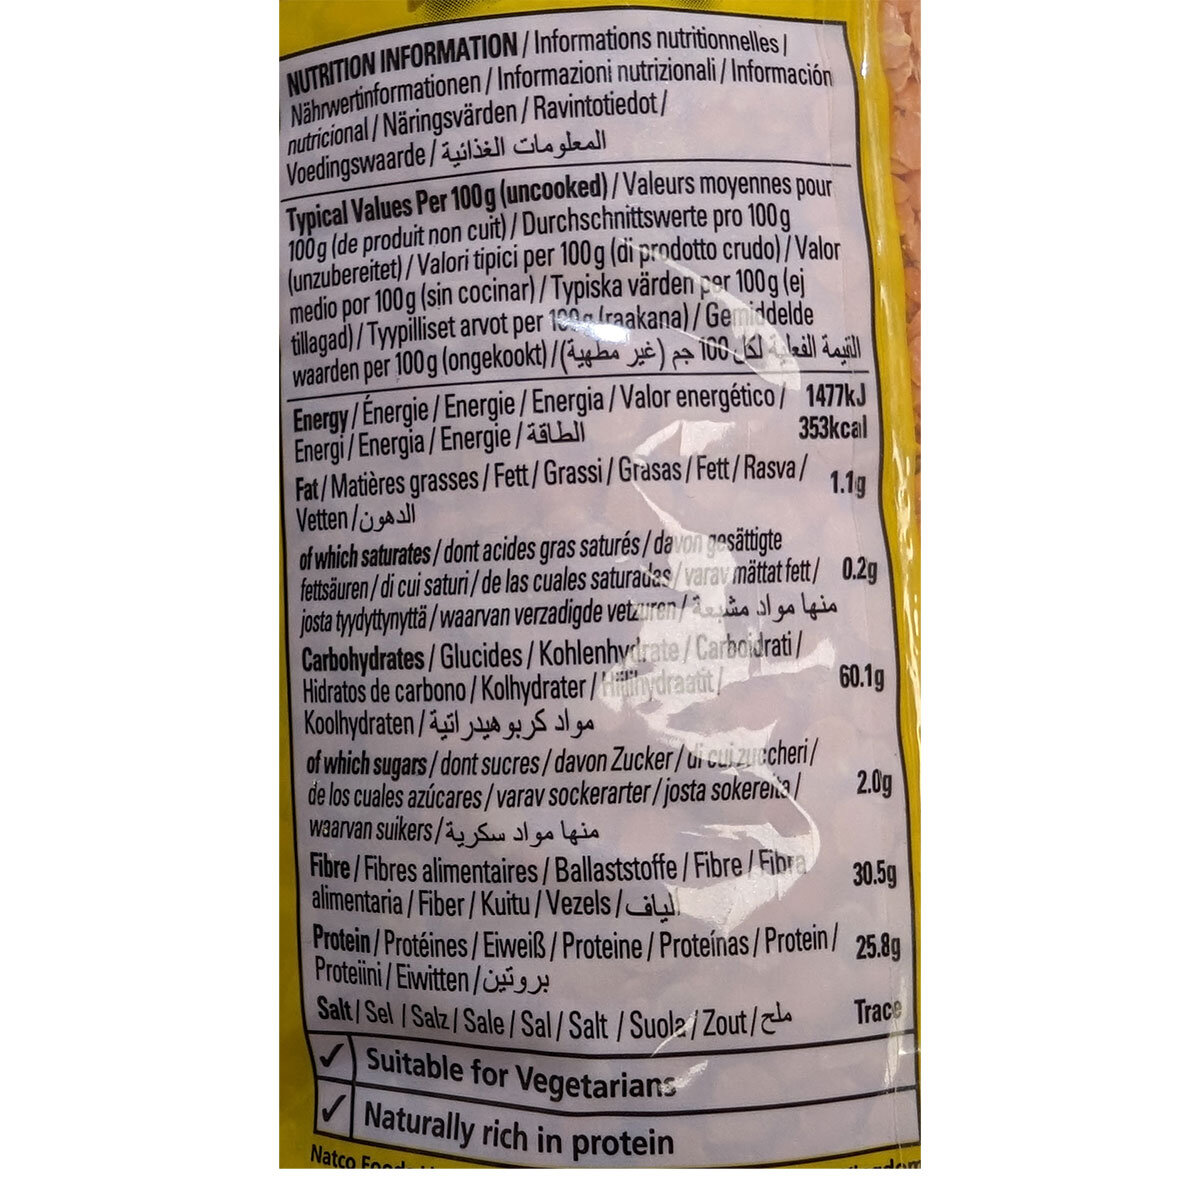 NUTRITION INFORMATION / Informations nutritionnelles /
Nährwertinformationen / Informazioni nutrizionali / Información
nutricional / Näringsvärden / Ravintotiedot /
Voedingswaarde / المعلومات الغذائية
Typical Values Per 100g (uncooked) / Valeurs moyennes pour
100g (de produit non cuit) / Durchschnittswerte pro 100g
(unzubereitet) / Valori tipici per 100g (di prodotto crudo) / Valor
medio por 100g (sin cocinar) / Typiska värden per 100g (ej
tillagad) / Tyypilliset arvot per 100g (raakana) / Gemiddelde
waarden per 100g (ongekookt) / القيمة الفعلية لكل 100 جم (غير مطهية)
Energy / Énergie / Energie / Energia / Valor energético / 1477kJ
Energi / Energia / Energie / الطاقة 353kcal
Fat / Matières grasses / Fett / Grassi / Grasas / Fett / Rasva / 1.1g
Vetten / الدهون
of which saturates / dont acides gras saturés / davon gesättigte
fettsäuren / di cui saturi / de las cuales saturadas / varav mättat fett / 0.2g
josta tyydyttynyttä / waarvan verzadigde vetzuren / منها مواد مشبعة
Carbohydrates / Glucides / Kohlenhydrate / Carboidrati /
Hidratos de carbono / Kolhydrater / Hiilihydraatit / 60.1g
Koolhydraten / مواد كربوهيدراتية
of which sugars / dont sucres / davon Zucker / di cui zuccheri /
de los cuales azúcares / varav sockerarter / josta sokereita / 2.0g
waarvan suikers / منها مواد سكرية
Fibre / Fibres alimentaires / Ballaststoffe / Fibre / Fibra 30.5g
alimentaria / Fiber / Kuitu / Vezels / الياف
Protein / Protéines / Eiweiß / Proteine / Proteínas / Protein / 25.8g
Proteiini / Eiwitten / بروتين
Salt / Sel / Salz / Sale / Sal / Salt / Suola / Zout / ملح Trace
✓ Suitable for Vegetarians
✓ Naturally rich in protein
Natco